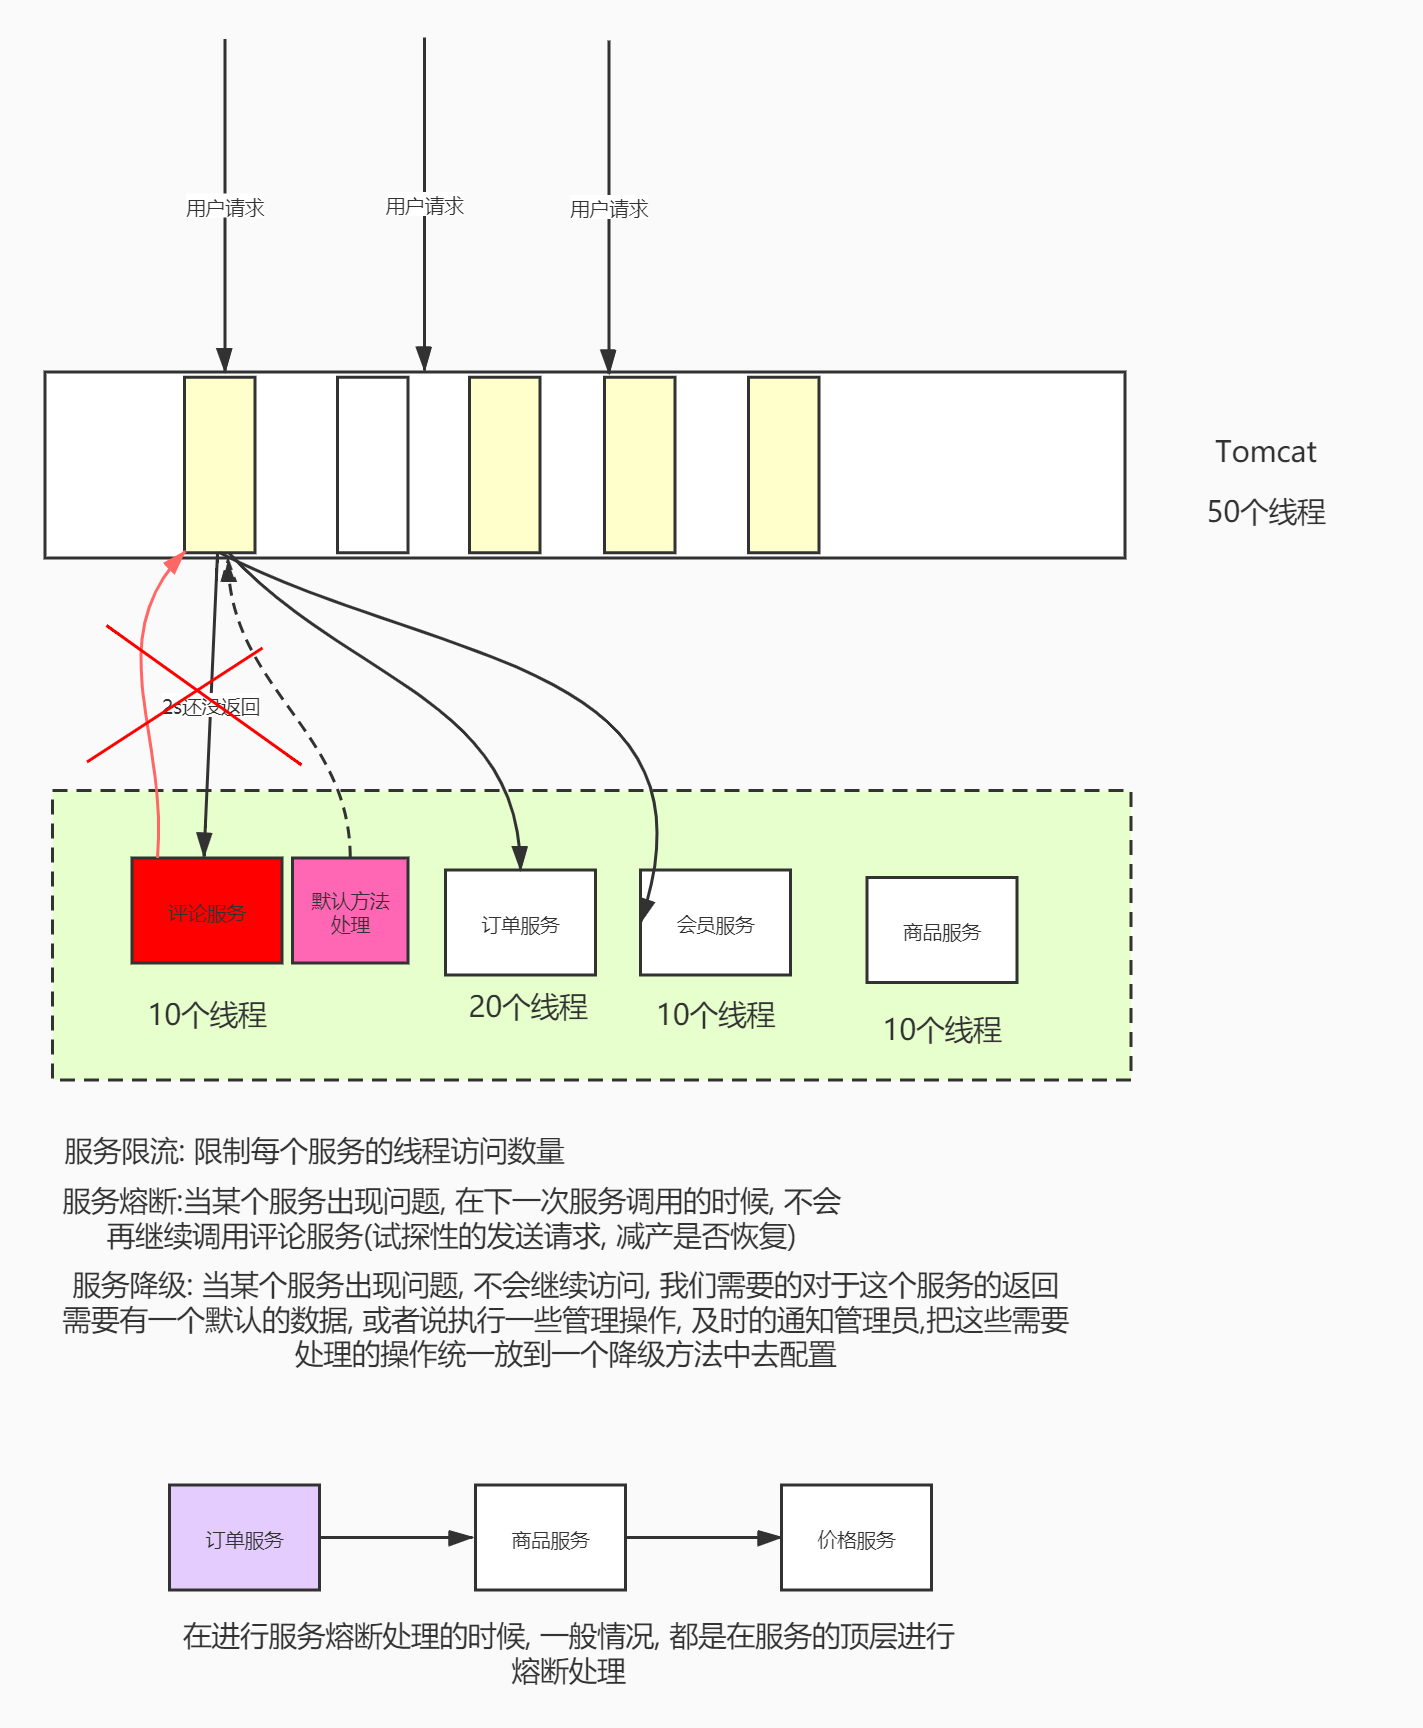 用户请求
用户请求
用户请求
Tomcat
50个线程
2s还没返回
评论服务
默认方法
处理
订单服务
会员服务
商品服务
10个线程
20个线程
10个线程
10个线程
服务限流: 限制每个服务的线程访问数量
服务熔断:当某个服务出现问题, 在下一次服务调用的时候, 不会
再继续调用评论服务(试探性的发送请求, 减产是否恢复)
服务降级: 当某个服务出现问题, 不会继续访问, 我们需要的对于这个服务的返回
需要有一个默认的数据, 或者说执行一些管理操作, 及时的通知管理员,把这些需要
处理的操作统一放到一个降级方法中去配置
订单服务
商品服务
价格服务
在进行服务熔断处理的时候, 一般情况, 都是在服务的顶层进行
熔断处理